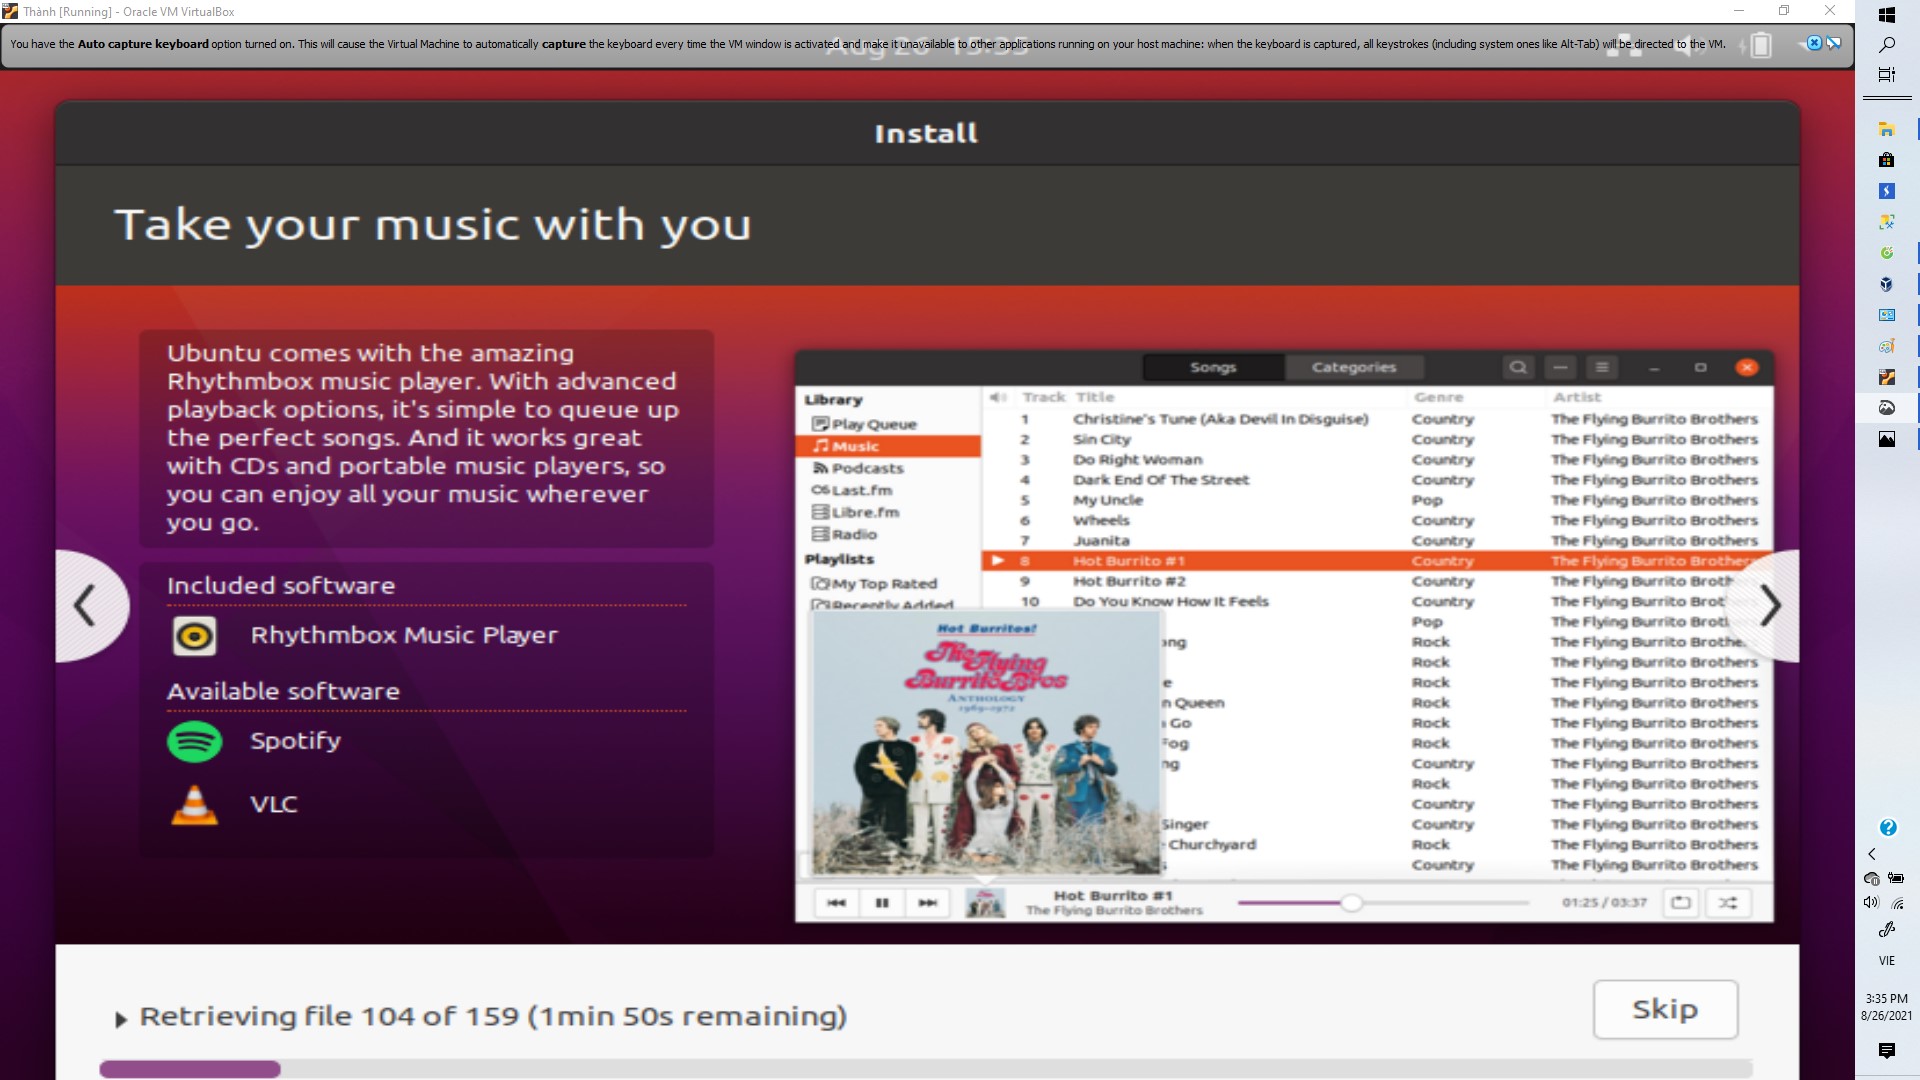 Thành [Running] - Oracle VM VirtualBox
You have the Auto capture keyboard option turned on. This will cause the Virtual Machine to automatically capture the keyboard every time the VM window is activated and make it unavailable to other applications running on your host machine: when the keyboard is captured, all keystrokes (including system ones like Alt-Tab) will be directed to the VM.
Aug 26 15:35
Install
Take your music with you
Ubuntu comes with the amazing
Rhythmbox music player. With advanced
playback options, it's simple to queue up
the perfect songs. And it works great
with CDs and portable music players, so
you can enjoy all your music wherever
you go.
Included software
Rhythmbox Music Player
Available software
Spotify
VLC
Songs Categories
Library
Play Queue
Music
Podcasts
Last.fm
Libre.fm
Radio
Playlists
My Top Rated
Recently Added
Track Title Genre Artist
1 Christine's Tune (Aka Devil In Disguise) Country The Flying Burrito Brothers
2 Sin City Country The Flying Burrito Brothers
3 Do Right Woman Country The Flying Burrito Brothers
4 Dark End Of The Street Country The Flying Burrito Brothers
5 My Uncle Pop The Flying Burrito Brothers
6 Wheels Country The Flying Burrito Brothers
7 Juanita Country The Flying Burrito Brothers
8 Hot Burrito #1 Country The Flying Burrito Brothers
9 Hot Burrito #2 Country The Flying Burrito
10 Do You Know How It Feels Country The Flying Burrito
Pop The Flying Burrito
Rock The Flying Burrito
Rock The Flying Burrito Brothers
Rock The Flying Burrito Brothers
Queen Rock The Flying Burrito Brothers
Go Rock The Flying Burrito Brothers
Fog Rock The Flying Burrito Brothers
Country The Flying Burrito Brothers
Rock The Flying Burrito Brothers
Country The Flying Burrito Brothers
Singer Country The Flying Burrito Brothers
Churchyard Rock The Flying Burrito Brothers
Country The Flying Burrito Brothers
Hot Burritos!
The Flying
Burrito Bros
ANTHOLOGY
1969-1972
Hot Burrito #1
The Flying Burrito Brothers
01:25 / 03:37
Retrieving file 104 of 159 (1min 50s remaining)
Skip
VIE
3:35 PM
8/26/2021